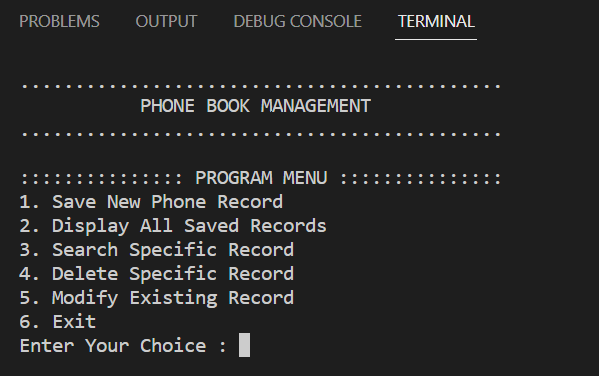 PROBLEMS OUTPUT DEBUG CONSOLE TERMINAL
............................................
PHONE BOOK MANAGEMENT
............................................
::::::::::::::: PROGRAM MENU :::::::::::::::
1. Save New Phone Record
2. Display All Saved Records
3. Search Specific Record
4. Delete Specific Record
5. Modify Existing Record
6. Exit
Enter Your Choice :